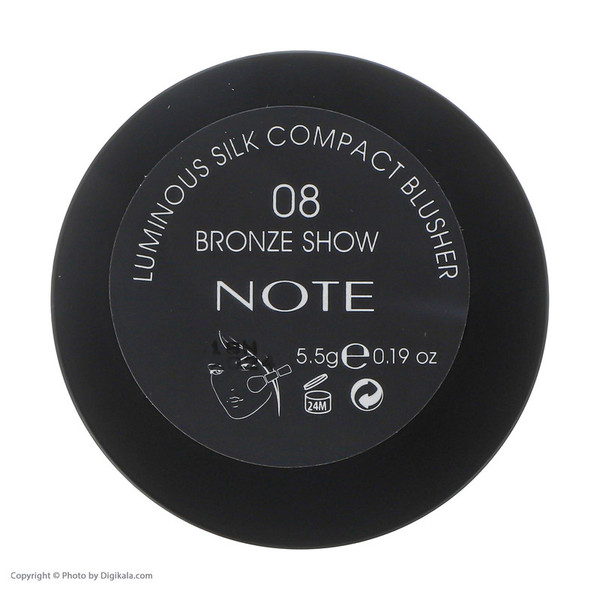 LUMINOUS SILK COMPACT BLUSHER
08
BRONZE SHOW
NOTE
5.5g e 0.19 oz
24M
Copyright © Photo by Digikala.com